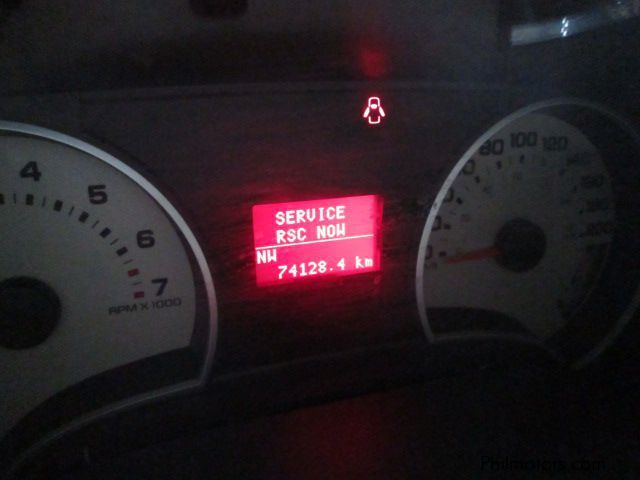 SERVICE
RSC NOW
NW
74128.4 km
4
5
6
7
RPM X 1000
80
100
120
Philmotors.com